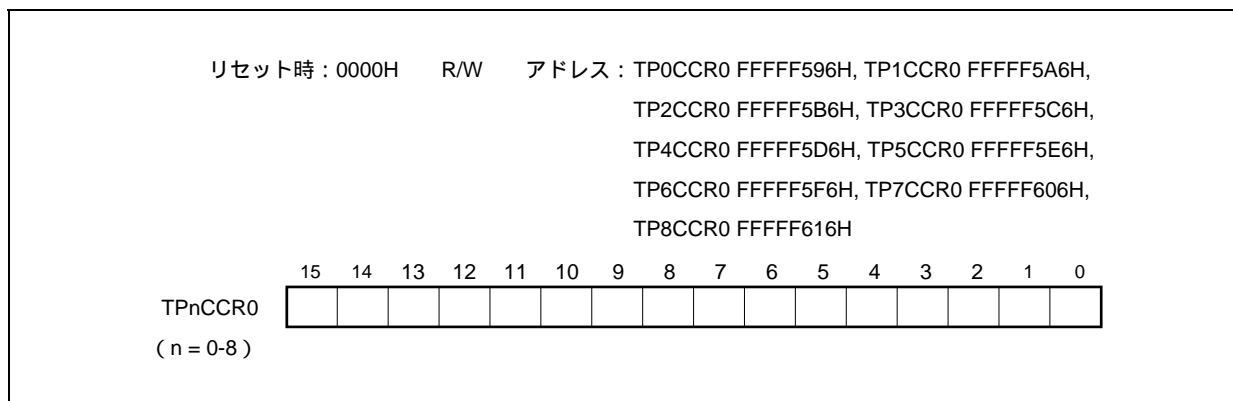 リセット時：0000H R/W アドレス：TP0CCR0 FFFFF596H, TP1CCR0 FFFFF5A6H,
TP2CCR0 FFFFF5B6H, TP3CCR0 FFFFF5C6H,
TP4CCR0 FFFFF5D6H, TP5CCR0 FFFFF5E6H,
TP6CCR0 FFFFF5F6H, TP7CCR0 FFFFF606H,
TP8CCR0 FFFFF616H
15 14 13 12 11 10 9 8 7 6 5 4 3 2 1 0
TPnCCR0
（n = 0-8）